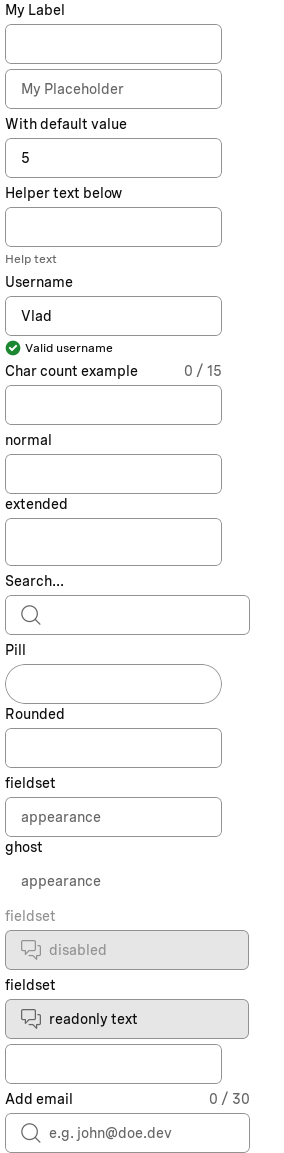 My Label
My Placeholder
With default value
5
Helper text below
Help text
Username
Vlad
Valid username
Char count example 0 / 15
normal
extended
Search...
Pill
Rounded
fieldset
appearance
ghost
appearance
fieldset
disabled
fieldset
readonly text
Add email 0 / 30
e.g. john@doe.dev